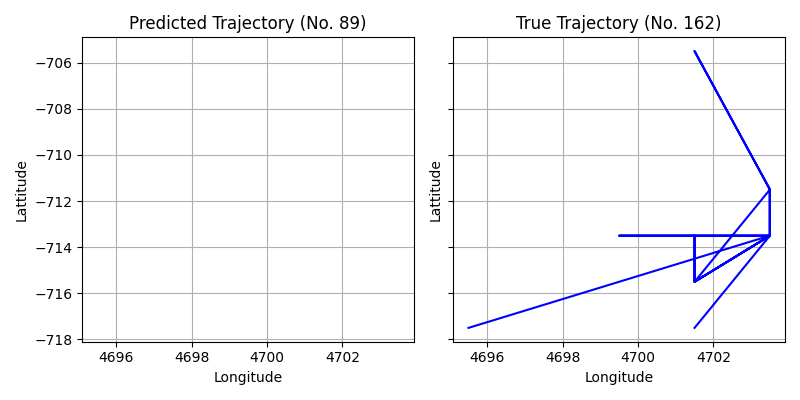 Predicted Trajectory (No. 89)
True Trajectory (No. 162)
Lattitude
−706
−708
−710
−712
−714
−716
−718
4696
4698
4700
4702
Longitude
Lattitude
4696
4698
4700
4702
Longitude